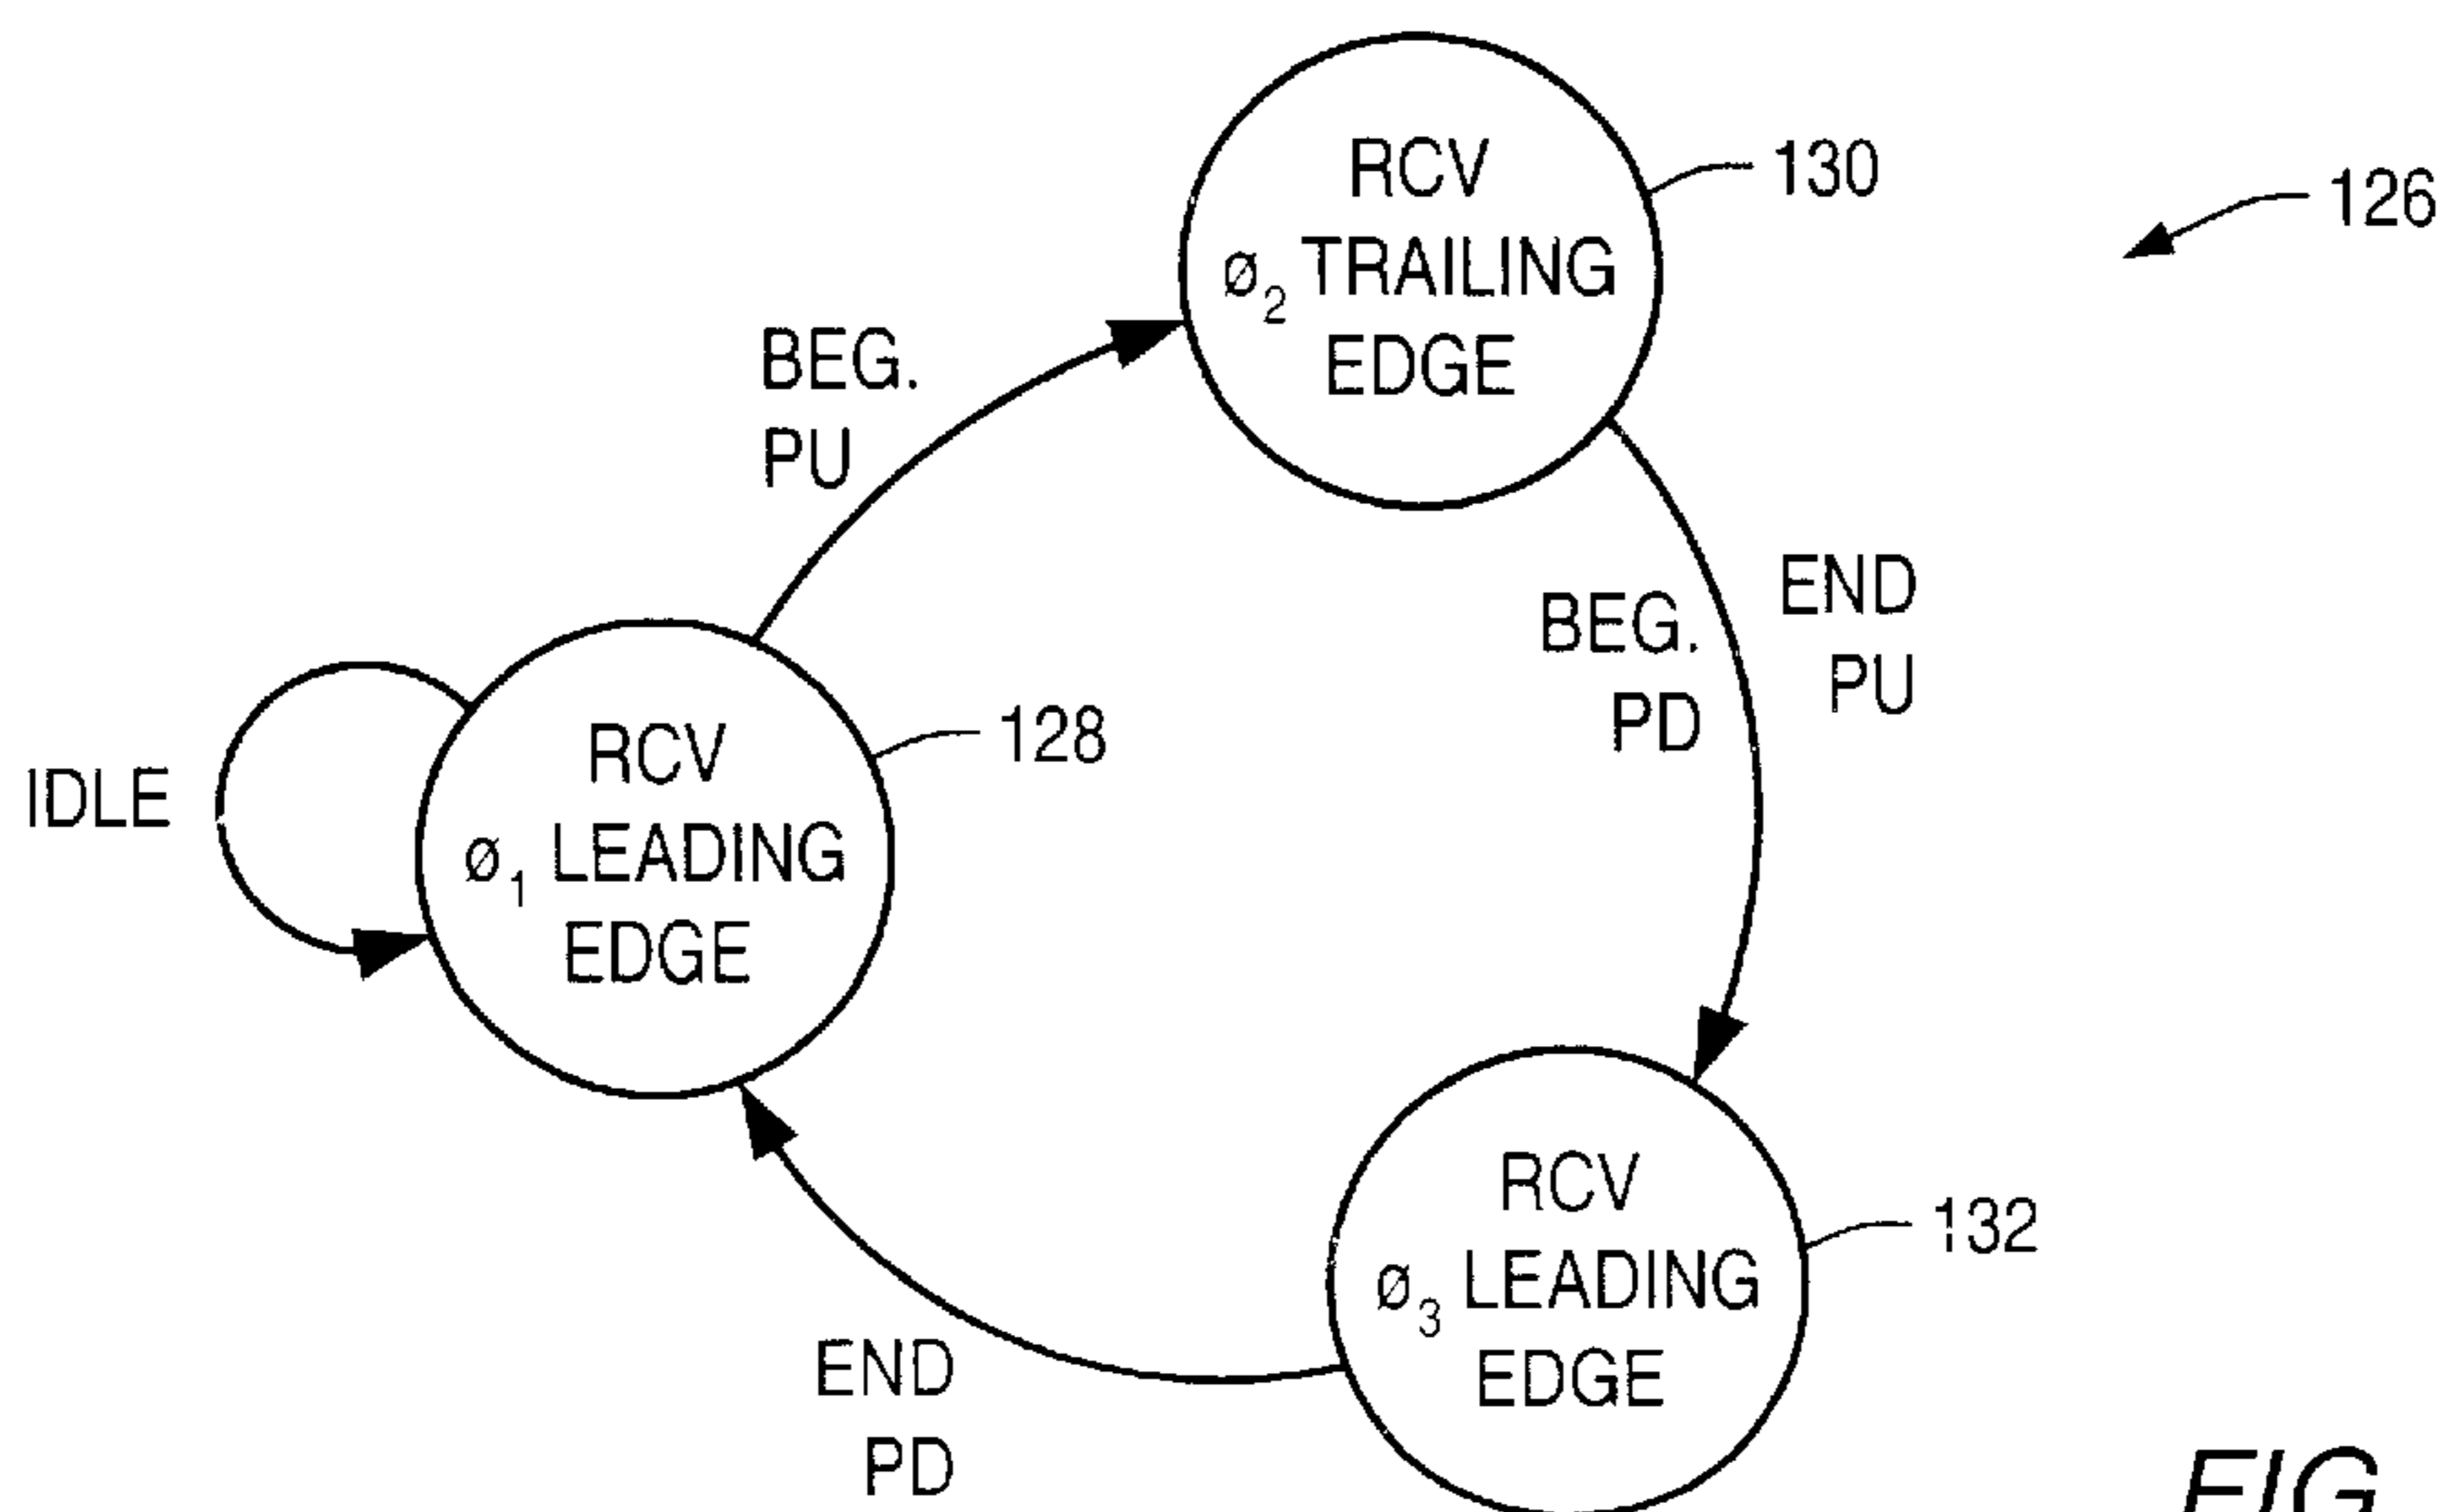 RCV
ø2 TRAILING
EDGE
130
126
BEG.
PU
END
PU
BEG.
PD
RCV
ø1 LEADING
EDGE
128
IDLE
RCV
ø3 LEADING
EDGE
132
END
PD
FIG